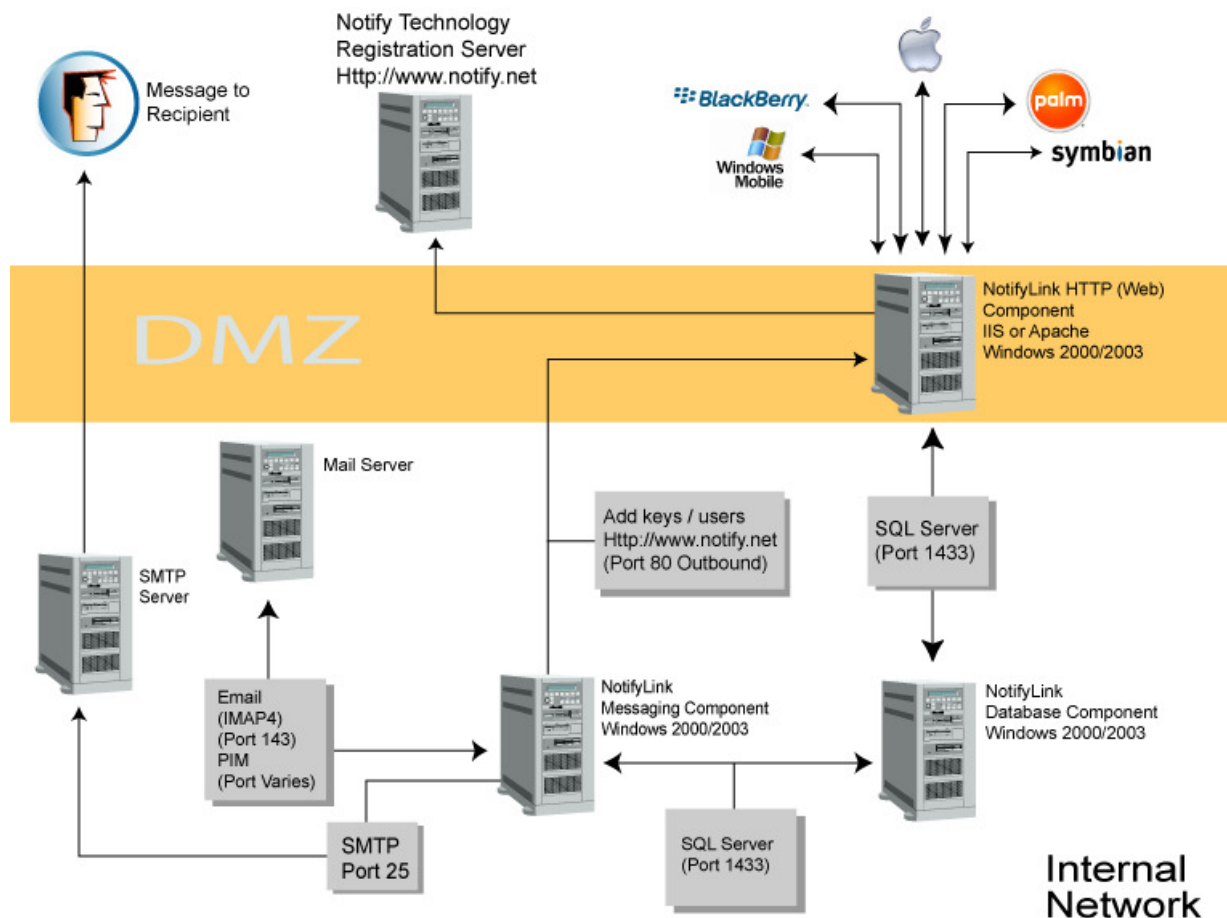 Notify Technology
Registration Server
Http://www.notify.net
Message to
Recipient
BlackBerry.
Windows
Mobile
palm
symbian
DMZ
NotifyLink HTTP (Web)
Component
IIS or Apache
Windows 2000/2003
Mail Server
Add keys / users
Http://www.notify.net
(Port 80 Outbound)
SQL Server
(Port 1433)
SMTP
Server
Email
(IMAP4)
(Port 143)
PIM
(Port Varies)
NotifyLink
Messaging Component
Windows 2000/2003
NotifyLink
Database Component
Windows 2000/2003
SMTP
Port 25
SQL Server
(Port 1433)
Internal
Network